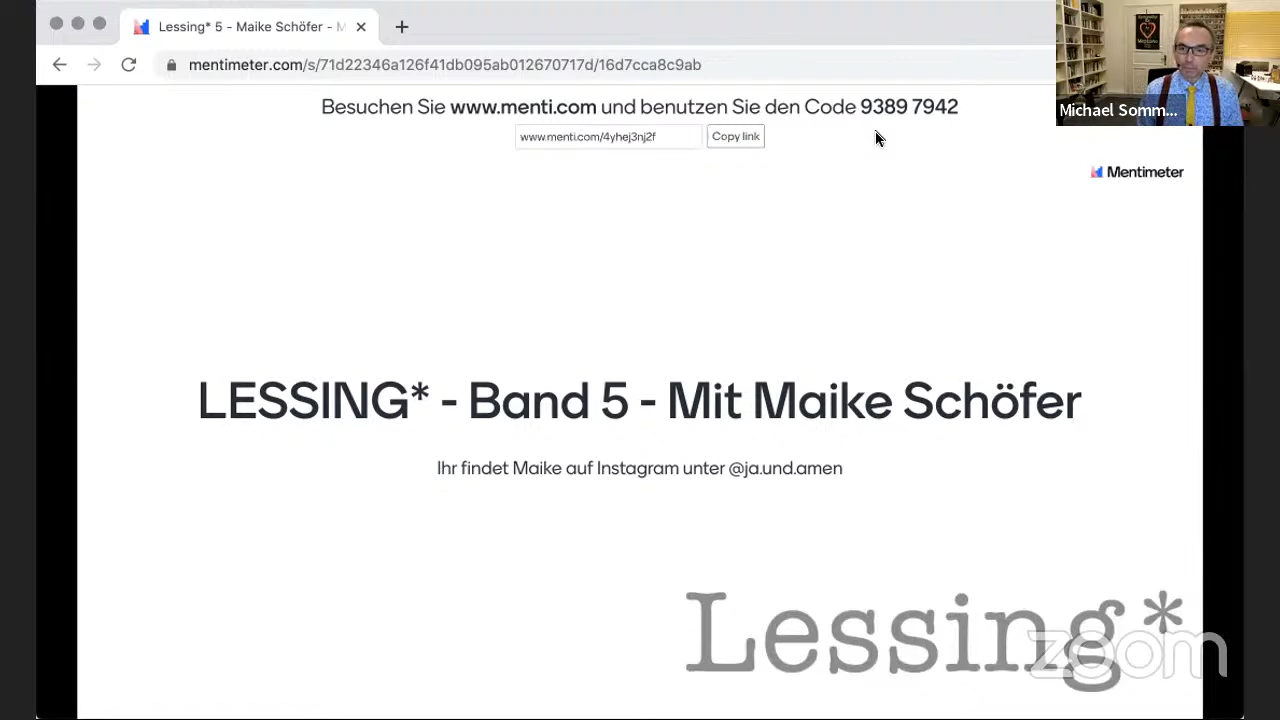 Lessing* 5 - Maike Schöfer - M
mentimeter.com/s/71d22346a126f41db095ab012670717d/16d7cca8c9ab
Michael Somm...
Besuchen Sie www.menti.com und benutzen Sie den Code 9389 7942
www.menti.com/4yhej3nj2f Copy link
Mentimeter
LESSING* - Band 5 - Mit Maike Schöfer
Ihr findet Maike auf Instagram unter @ja.und.amen
Lessing*
zoom